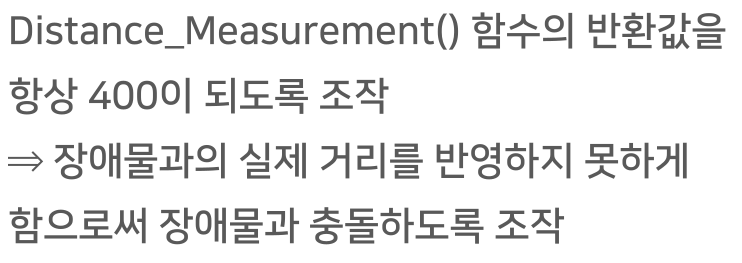 Distance_Measurement() 함수의 반환값을
항상 400이 되도록 조작
⇒ 장애물과의 실제 거리를 반영하지 못하게
함으로써 장애물과 충돌하도록 조작